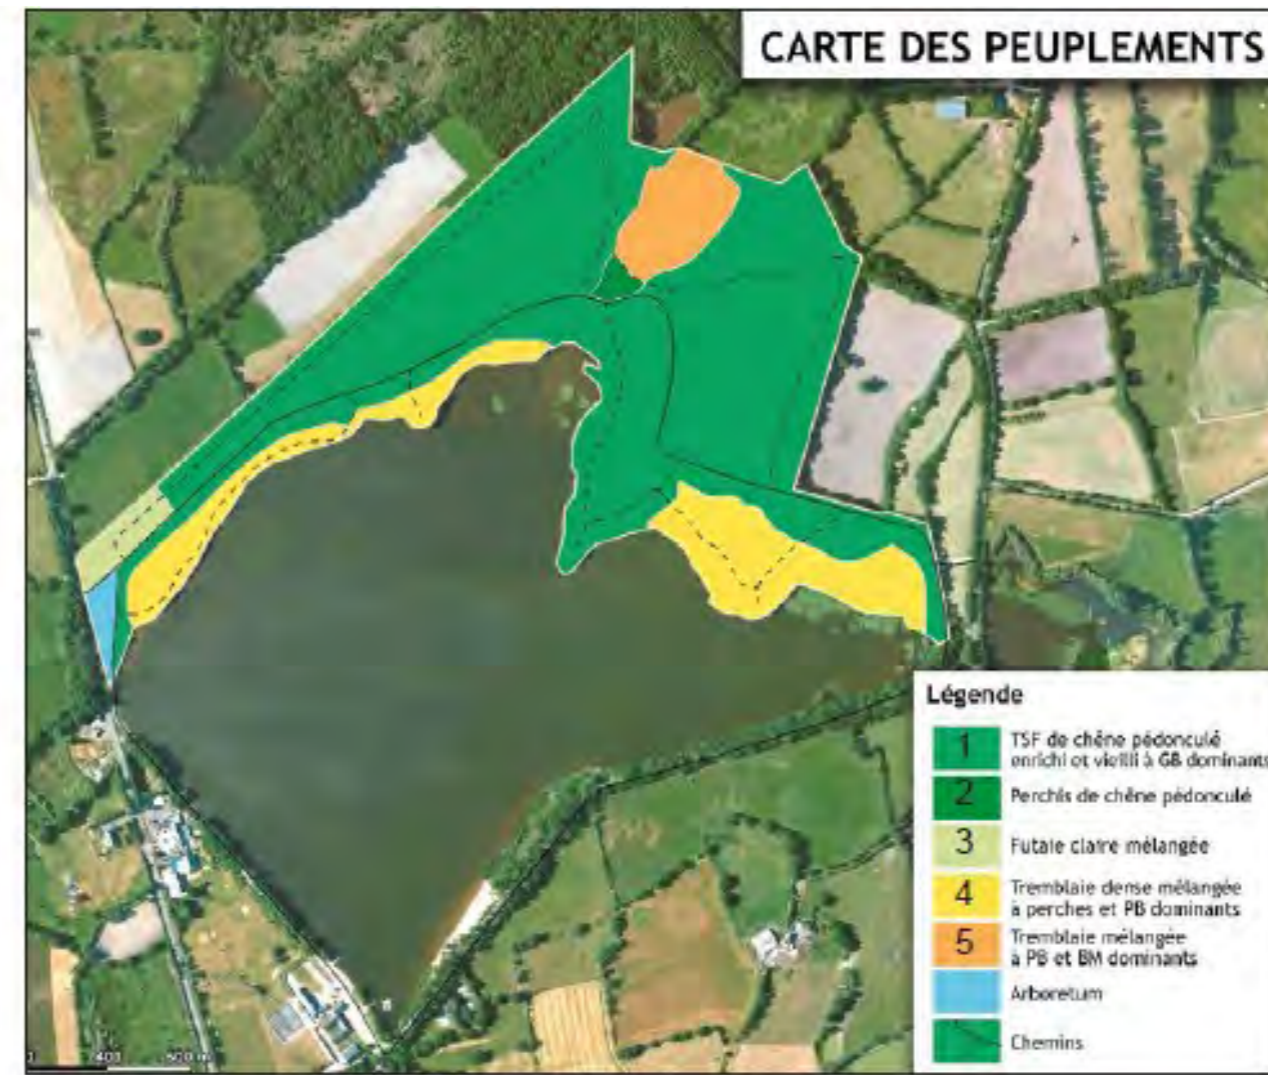 CARTE DES PEUPLEMENTS
Légende
1 TSF de chêne pédonculé
enrichi et vieilli à GB dominants
2 Perchis de chêne pédonculé
3 Futaie claire mélangée
4 Tremblaie dense mélangée
à perches et PB dominants
5 Tremblaie mélangée
à PB et BM dominants
Arboretum
Chemins
400